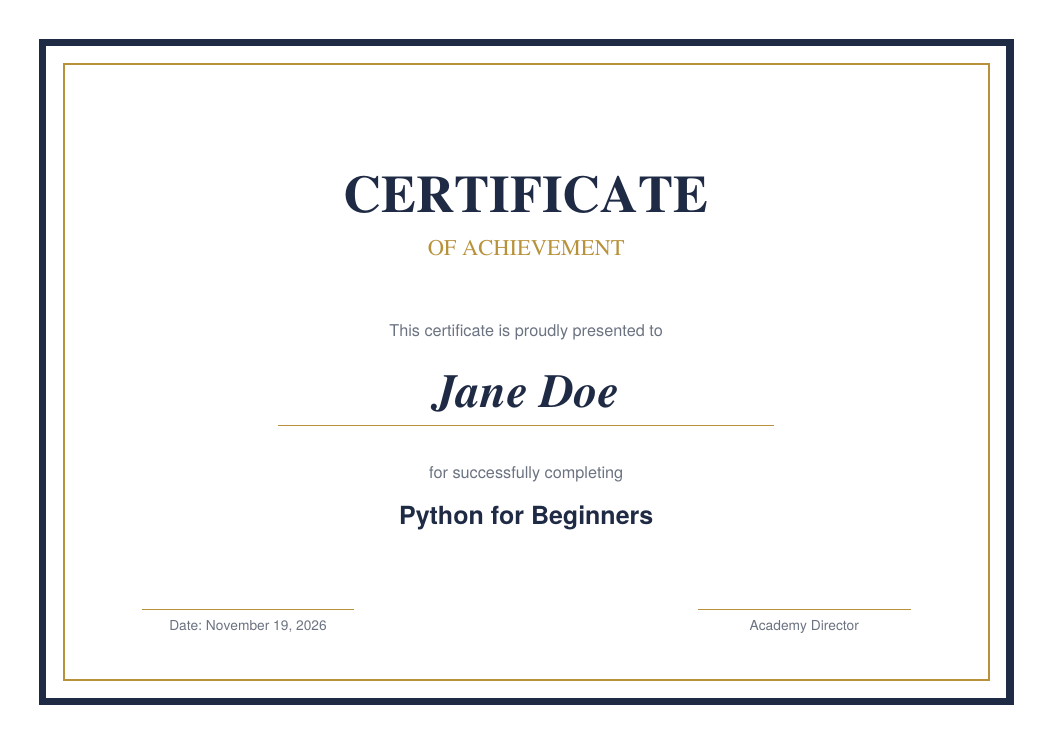 CERTIFICATE
OF ACHIEVEMENT
This certificate is proudly presented to
Jane Doe
for successfully completing
Python for Beginners
Date: November 19, 2026
Academy Director